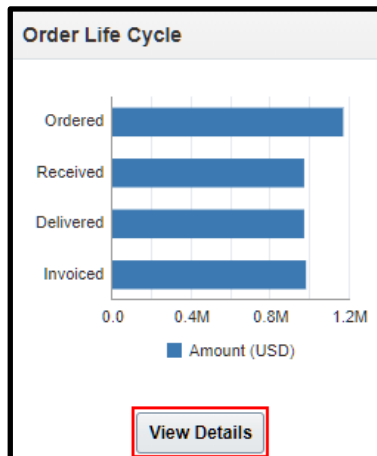 Order Life Cycle
Ordered
Received
Delivered
Invoiced
0.0 0.4M 0.8M 1.2M
Amount (USD)
View Details